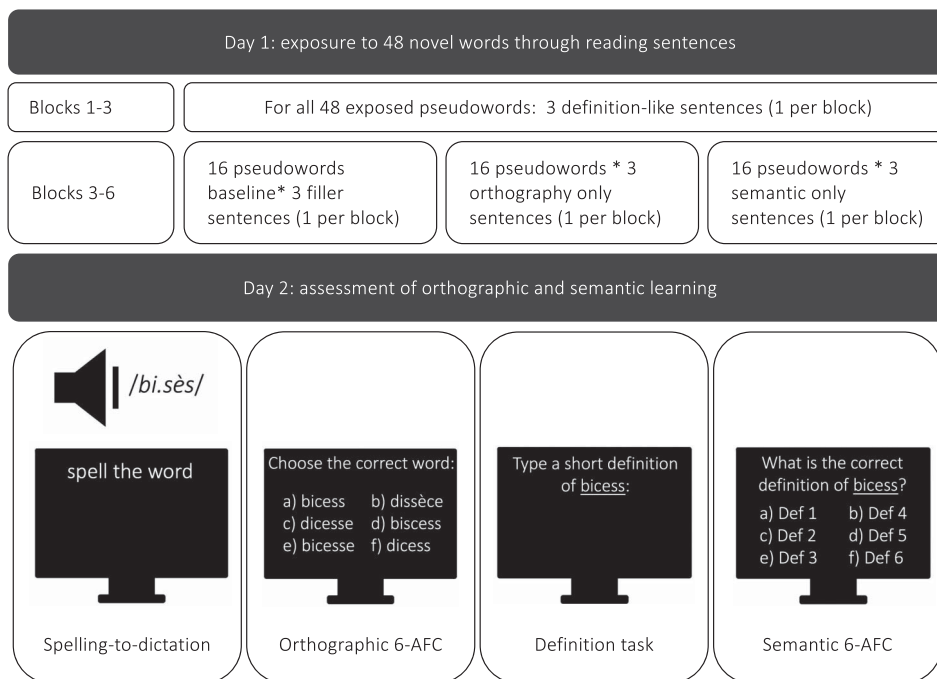 Day 1: exposure to 48 novel words through reading sentences
Blocks 1-3
For all 48 exposed pseudowords: 3 definition-like sentences (1 per block)
Blocks 3-6
16 pseudowords
baseline* 3 filler
sentences (1 per block)
16 pseudowords * 3
orthography only
sentences (1 per block)
16 pseudowords * 3
semantic only
sentences (1 per block)
Day 2: assessment of orthographic and semantic learning
/bi.sès/
spell the word
Spelling-to-dictation
Choose the correct word:
a) bicess b) dissèce
c) dicesse d) biscess
e) bicesse f) dicess
Orthographic 6-AFC
Type a short definition
of bicess:
Definition task
What is the correct
definition of bicess?
a) Def 1 b) Def 4
c) Def 2 d) Def 5
e) Def 3 f) Def 6
Semantic 6-AFC